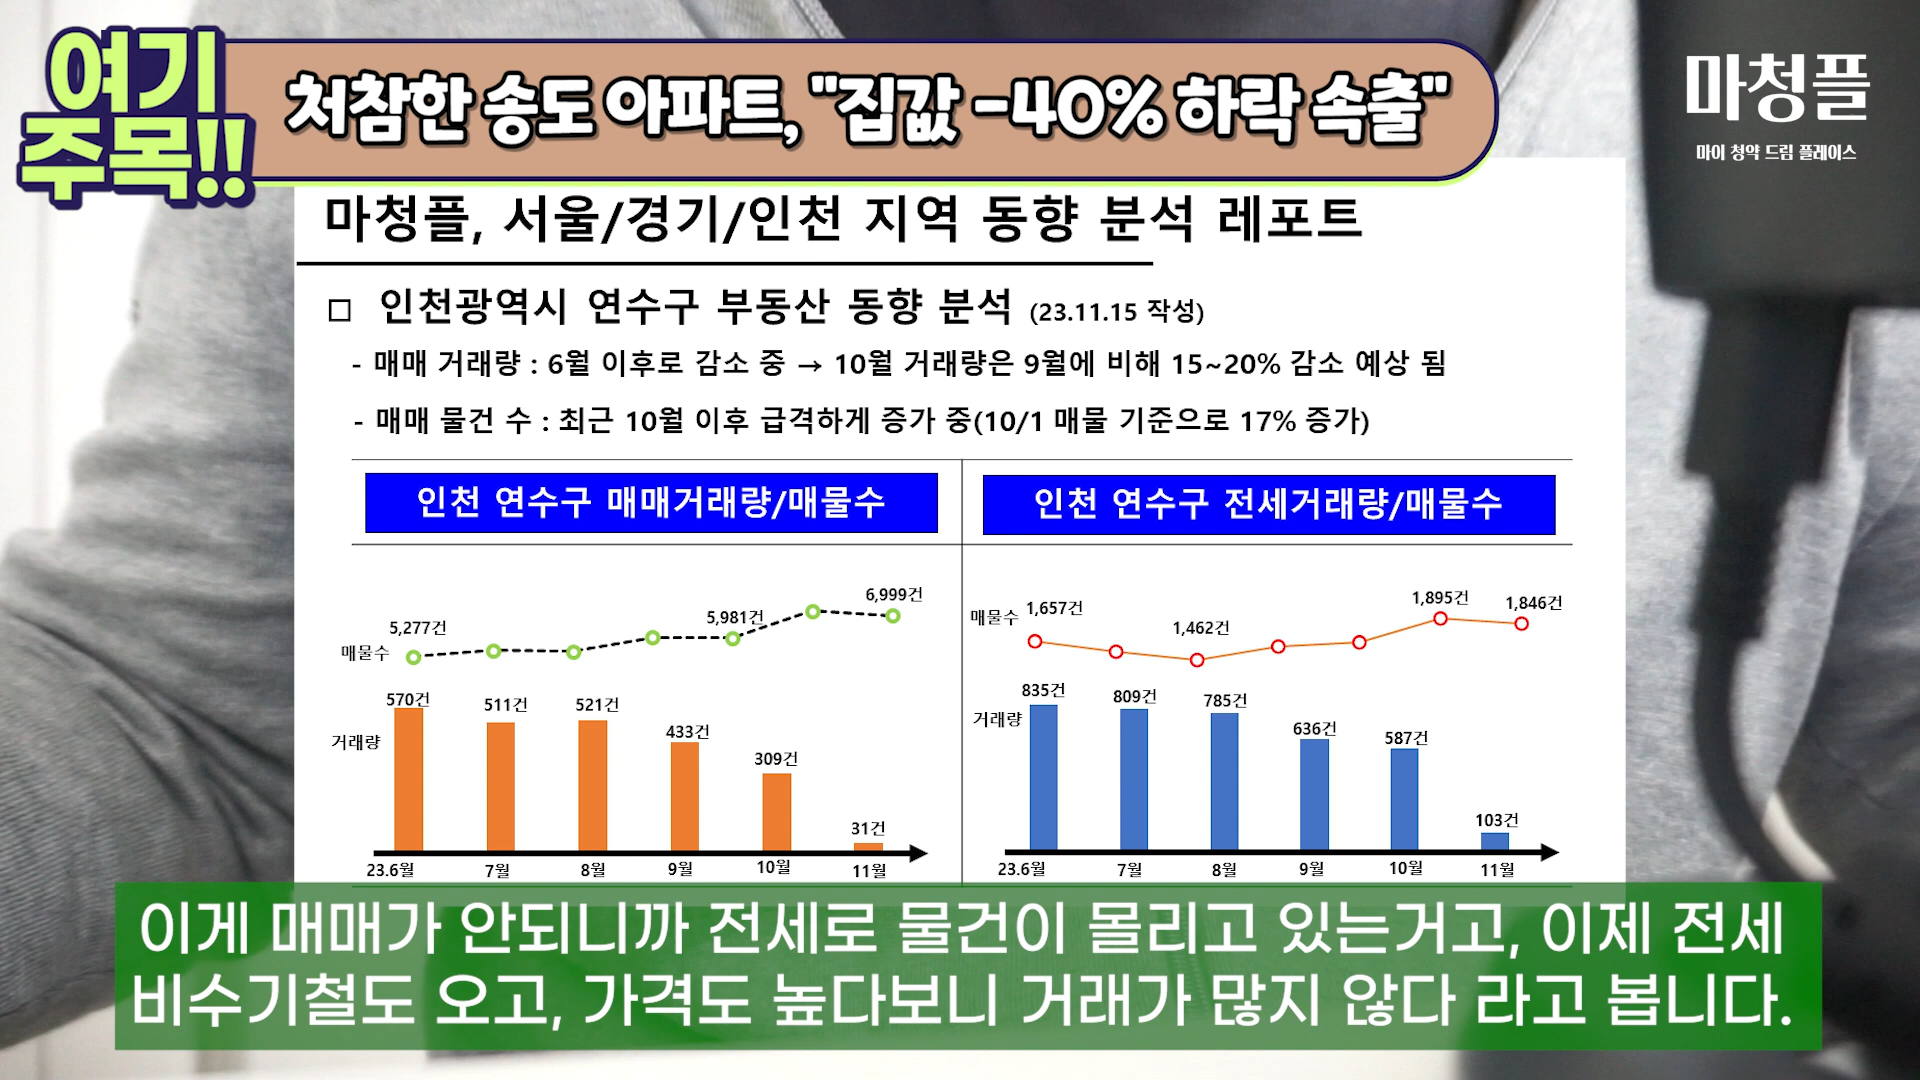 여기
주목!!
처참한 송도 아파트, "집값 -40% 하락 속출"
마청플
마이 청약 드림 플레이스
마청플, 서울/경기/인천 지역 동향 분석 레포트
□ 인천광역시 연수구 부동산 동향 분석 (23.11.15 작성)
- 매매 거래량 : 6월 이후로 감소 중 → 10월 거래량은 9월에 비해 15~20% 감소 예상 됨
- 매매 물건 수 : 최근 10월 이후 급격하게 증가 중(10/1 매물 기준으로 17% 증가)
인천 연수구 매매거래량/매물수
매물수
5,277건
5,981건
6,999건
거래량
570건
511건
521건
433건
309건
31건
23.6월
7월
8월
9월
10월
11월
인천 연수구 전세거래량/매물수
매물수
1,657건
1,462건
1,895건
1,846건
거래량
835건
809건
785건
636건
587건
103건
23.6월
7월
8월
9월
10월
11월
이게 매매가 안되니까 전세로 물건이 몰리고 있는거고, 이제 전세
비수기철도 오고, 가격도 높다보니 거래가 많지 않다 라고 봅니다.